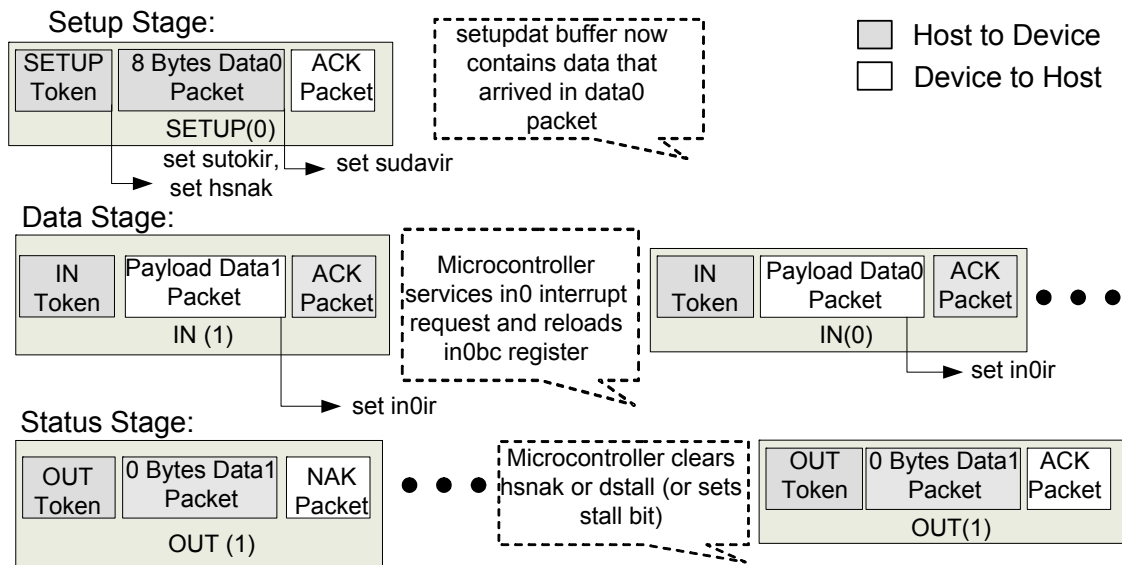 Setup Stage:
SETUP
Token
8 Bytes Data0
Packet
ACK
Packet
SETUP(0)
set sutokir,
set hsnak
set sudavir
setupdat buffer now
contains data that
arrived in data0
packet
Host to Device
Device to Host
Data Stage:
IN
Token
Payload Data1
Packet
ACK
Packet
IN (1)
set in0ir
Microcontroller
services in0 interrupt
request and reloads
in0bc register
IN
Token
Payload Data0
Packet
ACK
Packet
IN(0)
set in0ir
Status Stage:
OUT
Token
0 Bytes Data1
Packet
NAK
Packet
OUT (1)
Microcontroller clears
hsnak or dstall (or sets
stall bit)
OUT
Token
0 Bytes Data1
Packet
ACK
Packet
OUT(1)